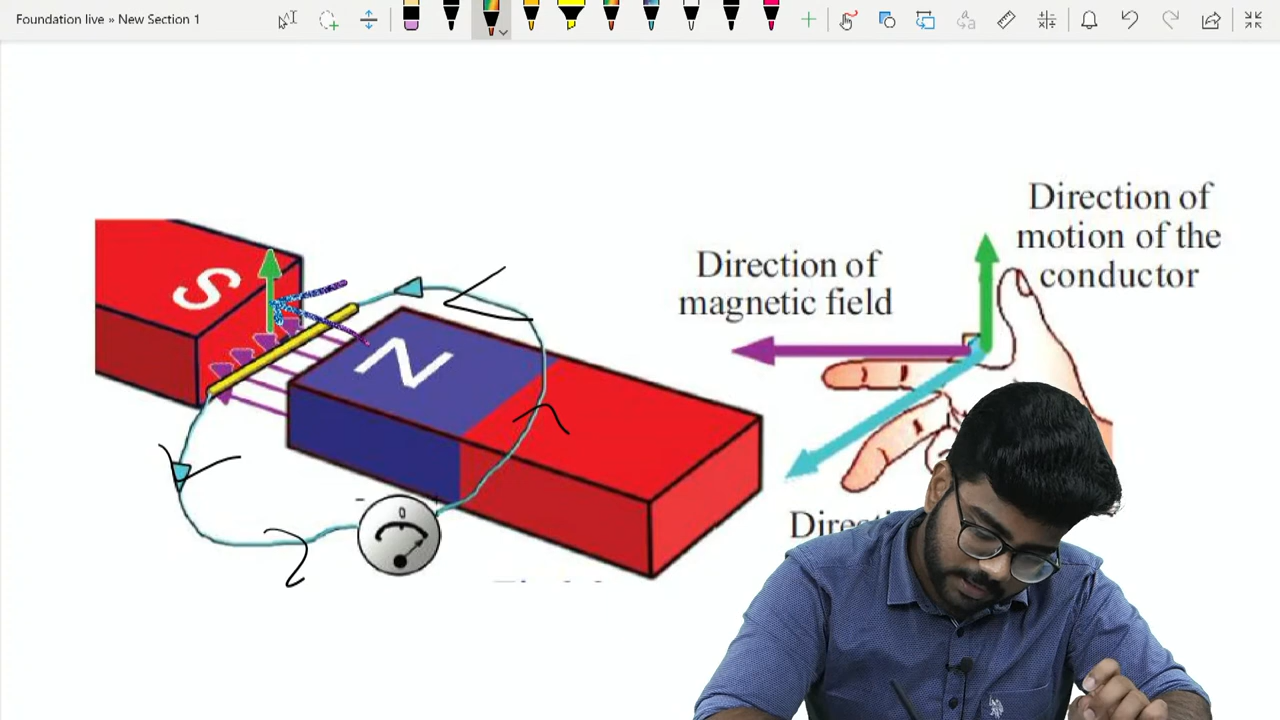 Foundation live » New Section 1
Direction of
motion of the
conductor
Direction of
magnetic field
S
N
- +
0